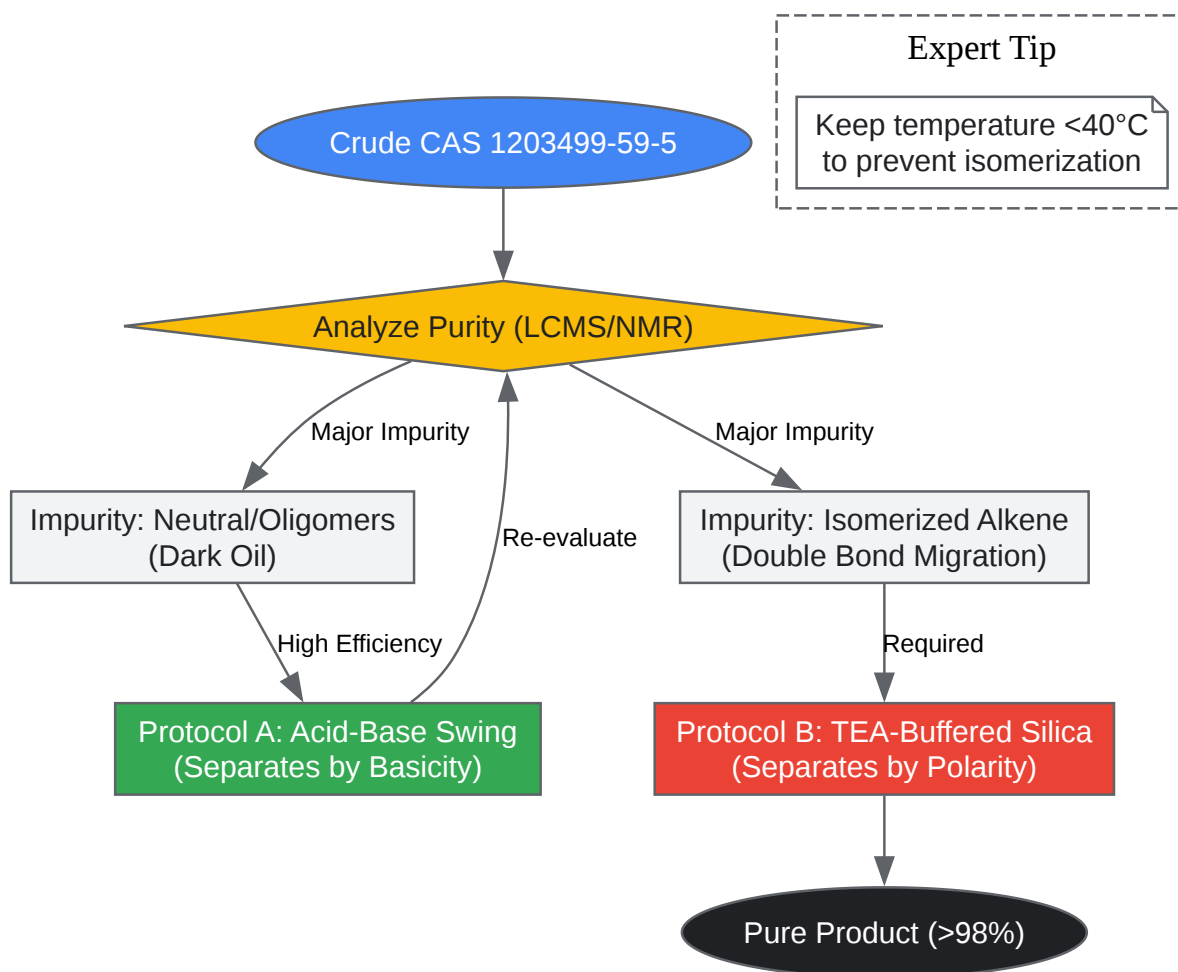 Expert Tip
Keep temperature <40°C
to prevent isomerization
Crude CAS 1203499-59-5
Analyze Purity (LCMS/NMR)
Major Impurity
Major Impurity
Impurity: Neutral/Oligomers
(Dark Oil)
Re-evaluate
Impurity: Isomerized Alkene
(Double Bond Migration)
High Efficiency
Required
Protocol A: Acid-Base Swing
(Separates by Basicity)
Protocol B: TEA-Buffered Silica
(Separates by Polarity)
Pure Product (>98%)